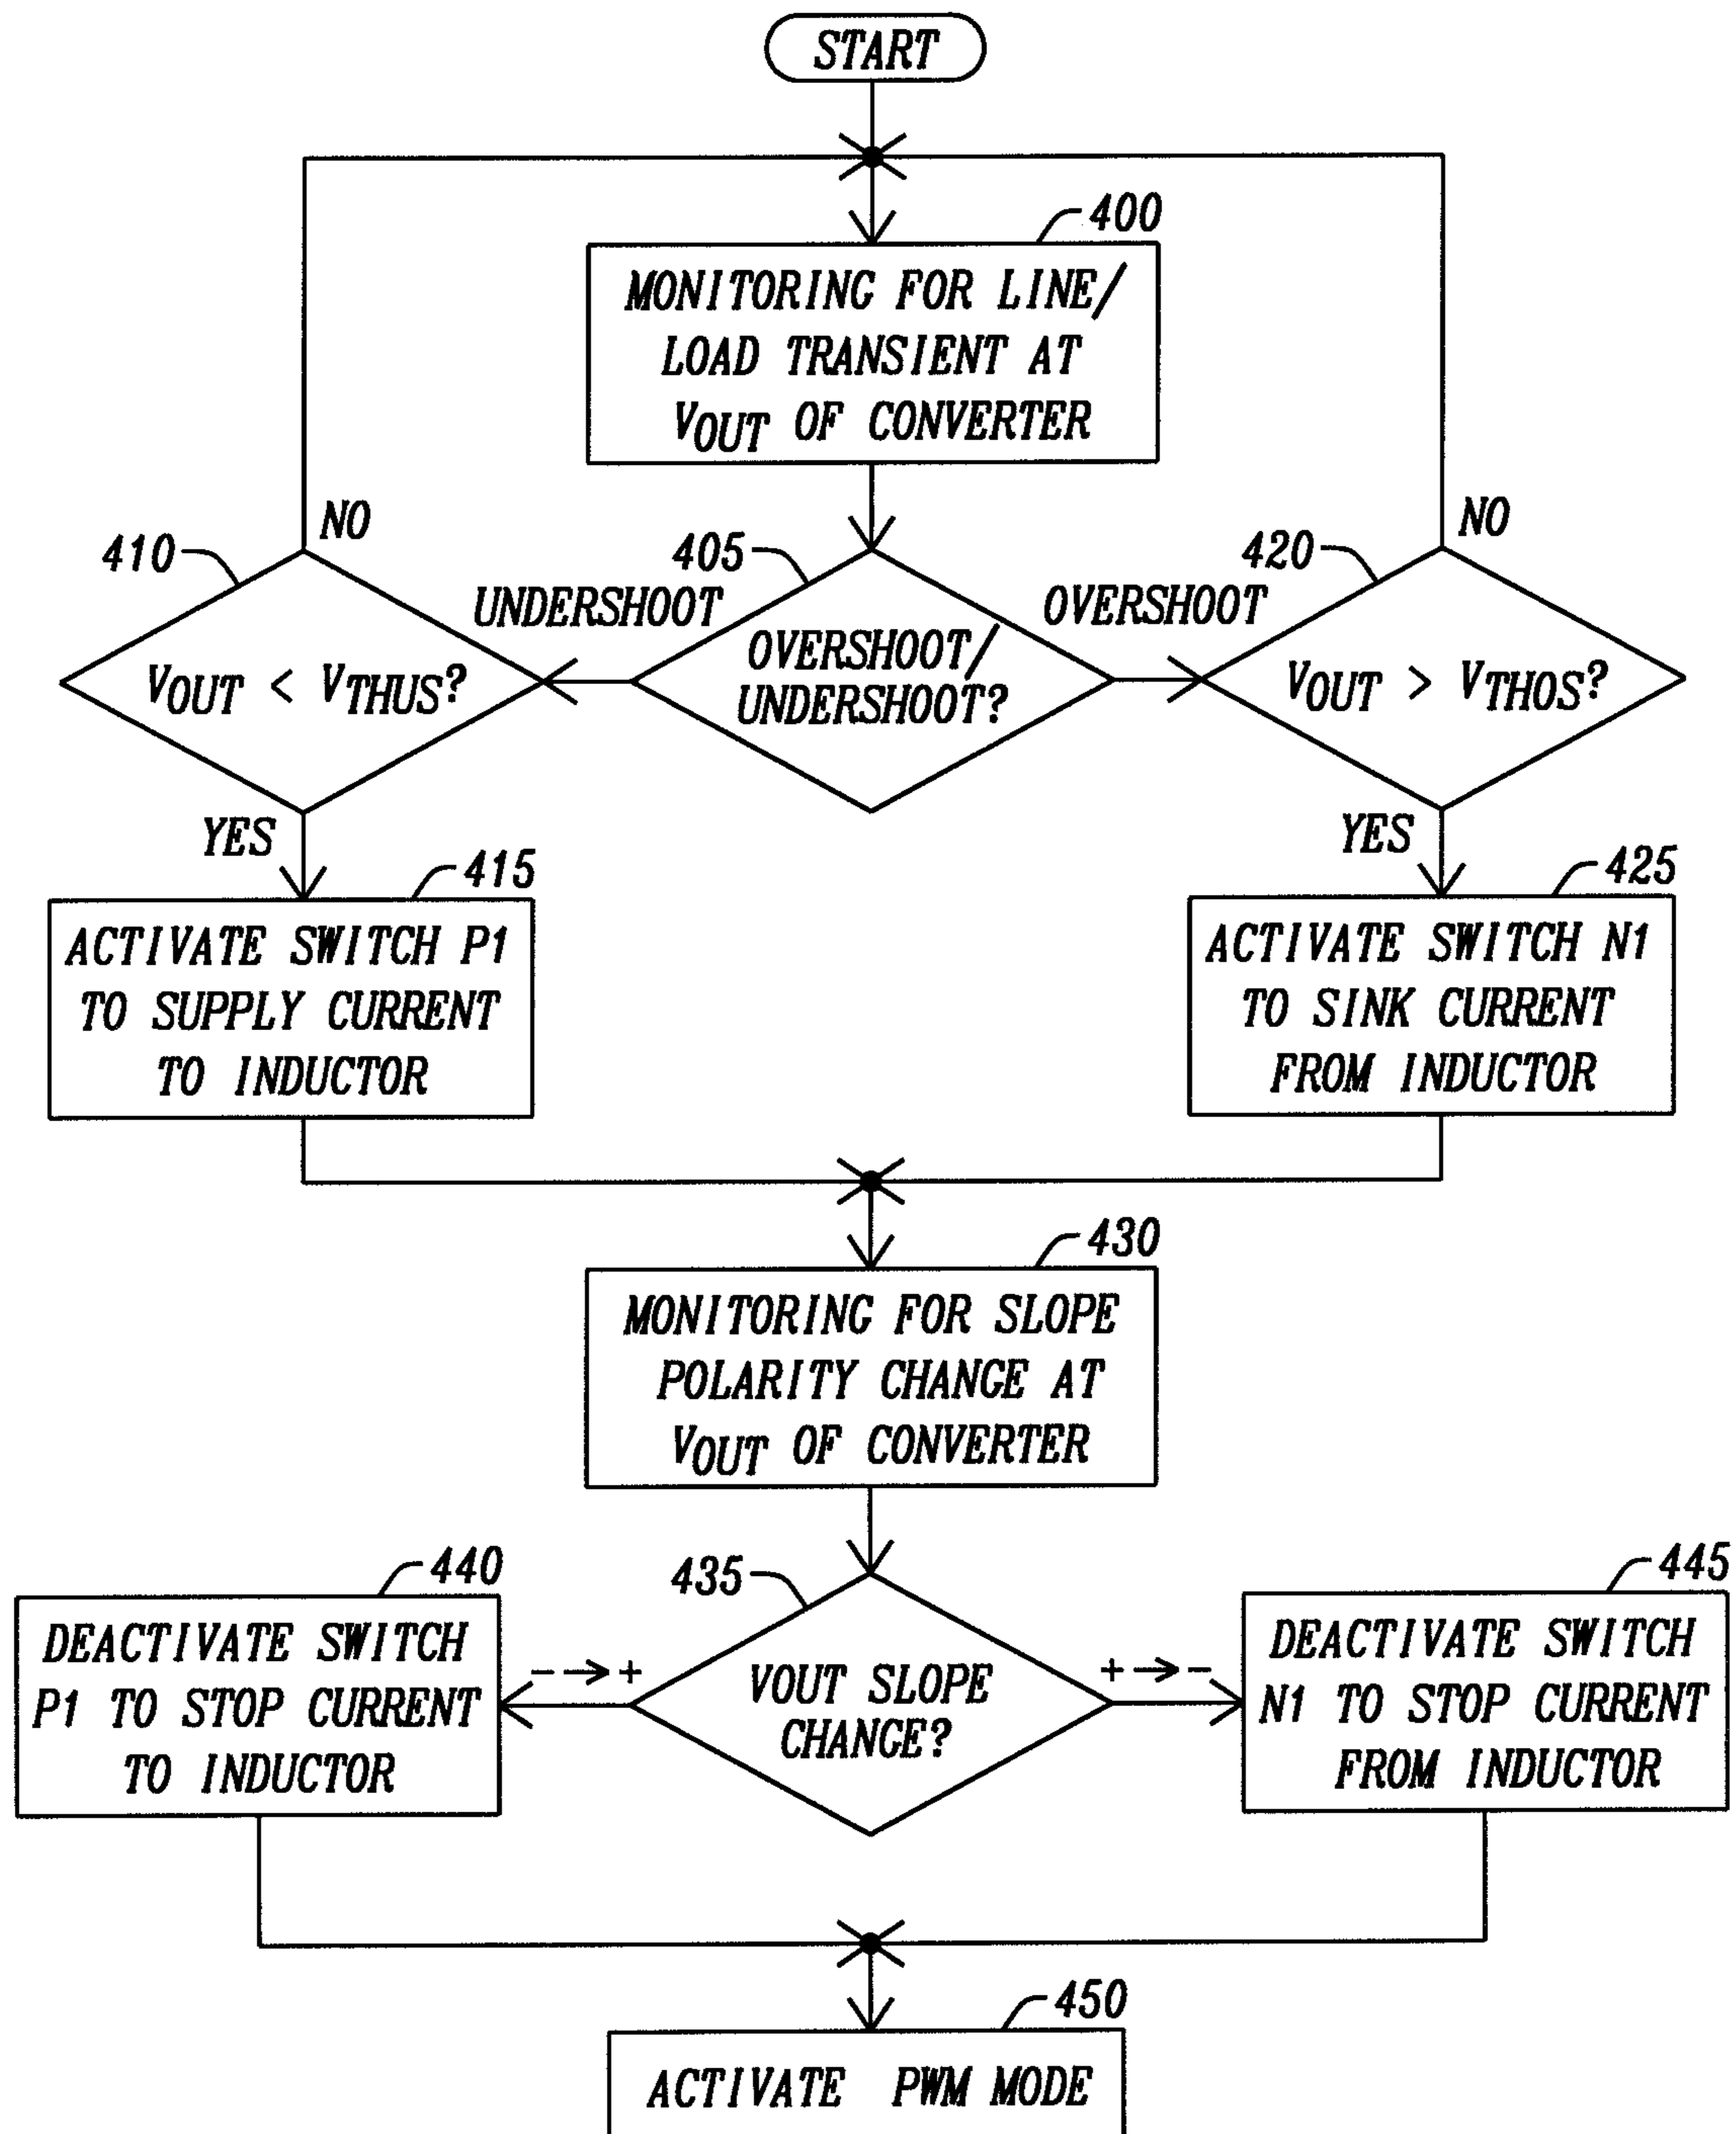 START
400
MONITORING FOR LINE/
LOAD TRANSIENT AT
VOUT OF CONVERTER
NO
NO
410
405
420
UNDERSHOOT
OVERSHOOT
VOUT < VTHUS?
OVERSHOOT/
UNDERSHOOT?
VOUT > VTHOS?
YES
YES
415
425
ACTIVATE SWITCH P1
TO SUPPLY CURRENT
TO INDUCTOR
ACTIVATE SWITCH N1
TO SINK CURRENT
FROM INDUCTOR
430
MONITORING FOR SLOPE
POLARITY CHANGE AT
VOUT OF CONVERTER
440
435
445
DEACTIVATE SWITCH
P1 TO STOP CURRENT
TO INDUCTOR
- → +
VOUT SLOPE
CHANGE?
+ → -
DEACTIVATE SWITCH
N1 TO STOP CURRENT
FROM INDUCTOR
450
ACTIVATE PWM MODE